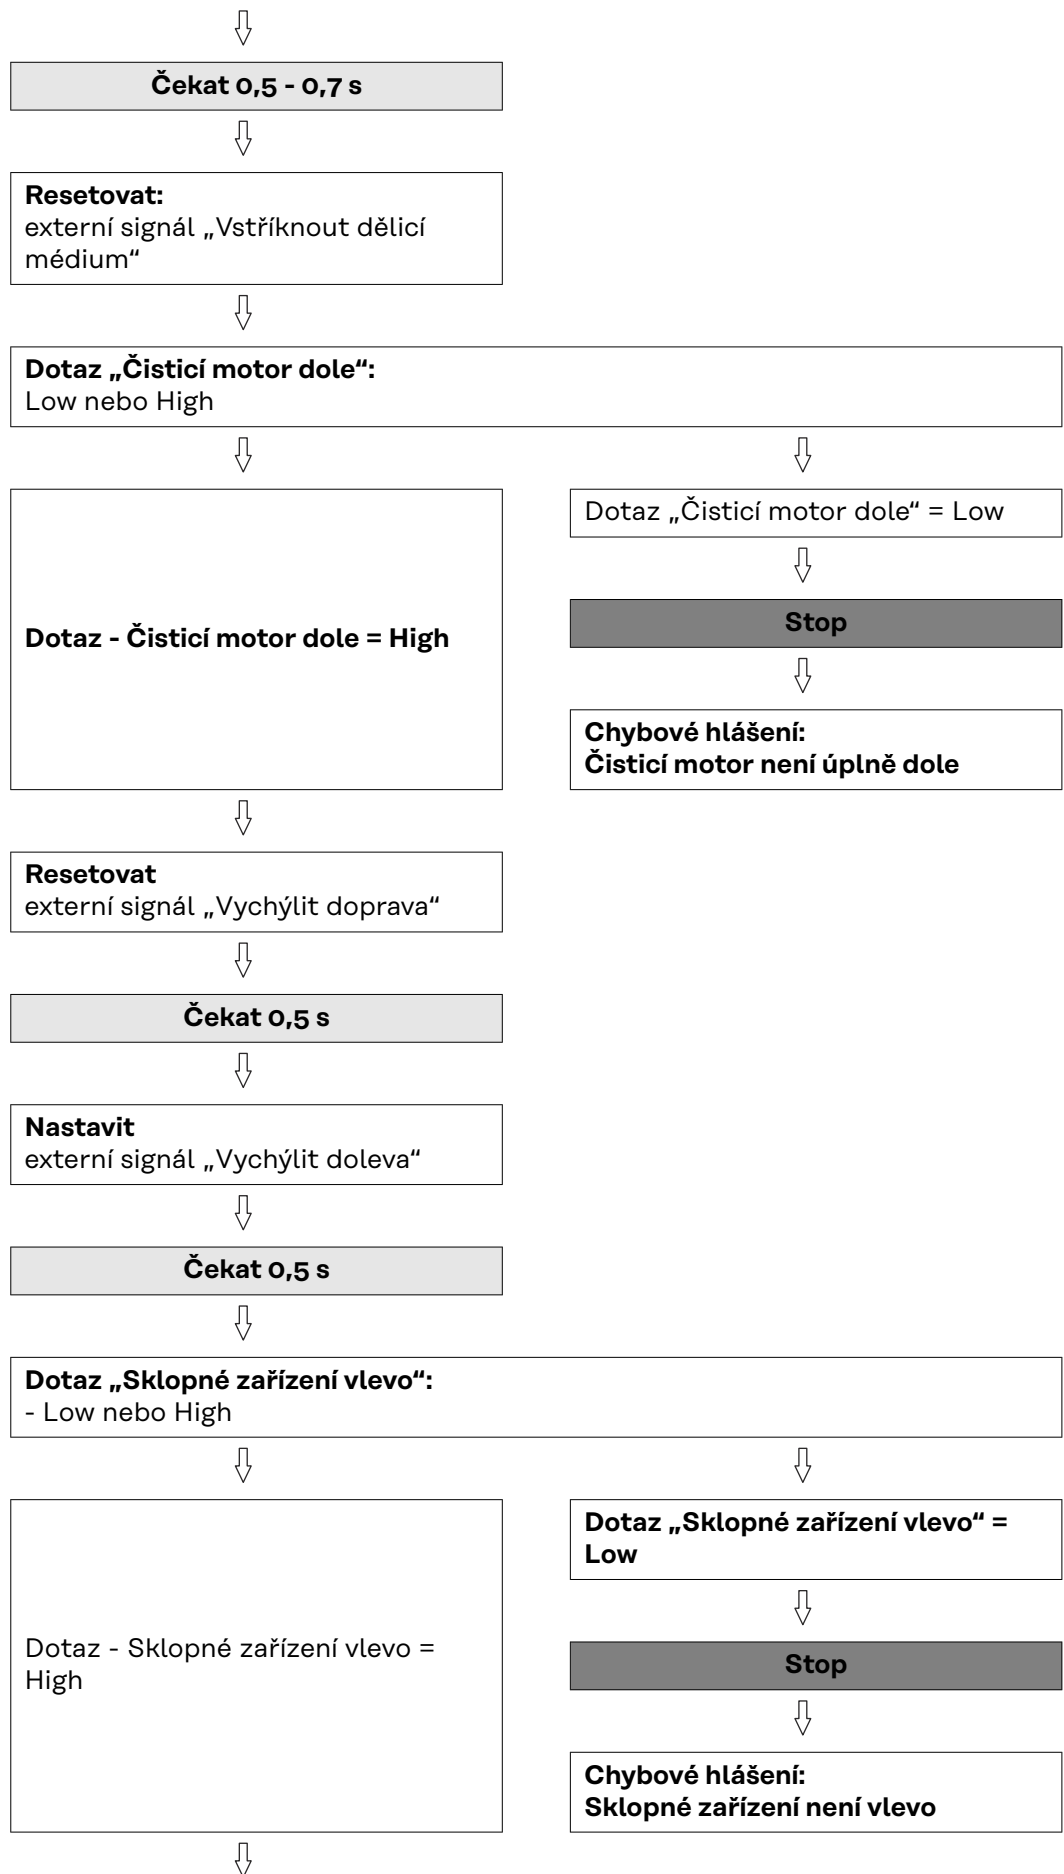 Čekat 0,5 - 0,7 s
Resetovat:
externí signál „Vstříknout dělicí
médium“
Dotaz „Čisticí motor dole“:
Low nebo High
Dotaz - Čisticí motor dole = High
Dotaz „Čisticí motor dole“ = Low
Stop
Chybové hlášení:
Čisticí motor není úplně dole
Resetovat
externí signál „Vychýlit doprava“
Čekat 0,5 s
Nastavit
externí signál „Vychýlit doleva“
Čekat 0,5 s
Dotaz „Sklopné zařízení vlevo“:
- Low nebo High
Dotaz - Sklopné zařízení vlevo =
High
Dotaz „Sklopné zařízení vlevo“ =
Low
Stop
Chybové hlášení:
Sklopné zařízení není vlevo